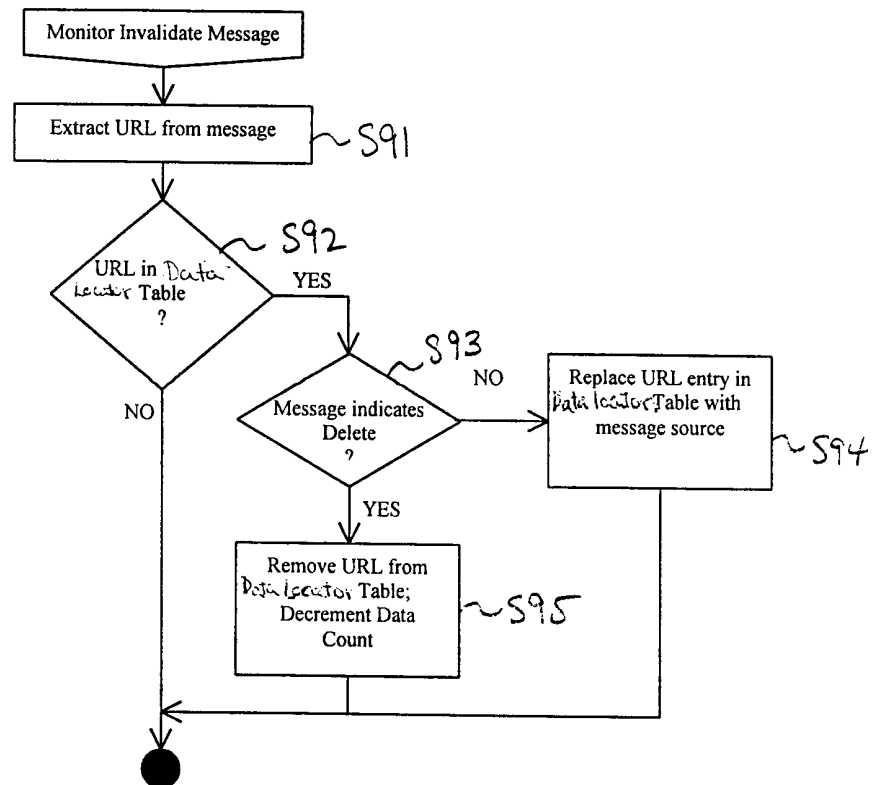 Monitor Invalidate Message
Extract URL from message
S91
S92
URL in Data
Locator Table
?
YES
NO
S93
Message indicates
Delete
?
NO
YES
Replace URL entry in
Data locator Table with
message source
S94
Remove URL from
Data Locator Table;
Decrement Data
Count
S95